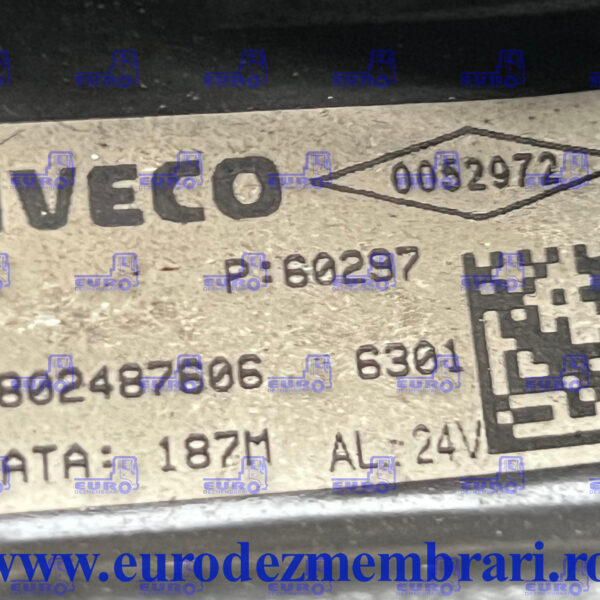 IVECO 0052972
P:60297
802487606 6301
ATA: 187M AL:24V
www.eurodezmembrari.ro